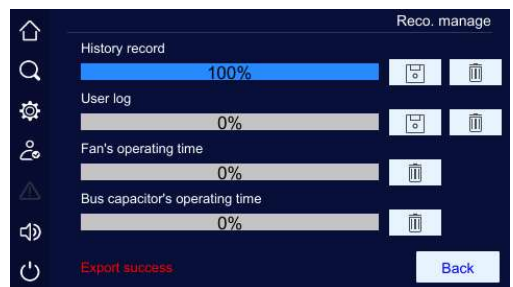 Reco. manage
History record
100%
User log
0%
Fan's operating time
0%
Bus capacitor's operating time
0%
Export success
Back